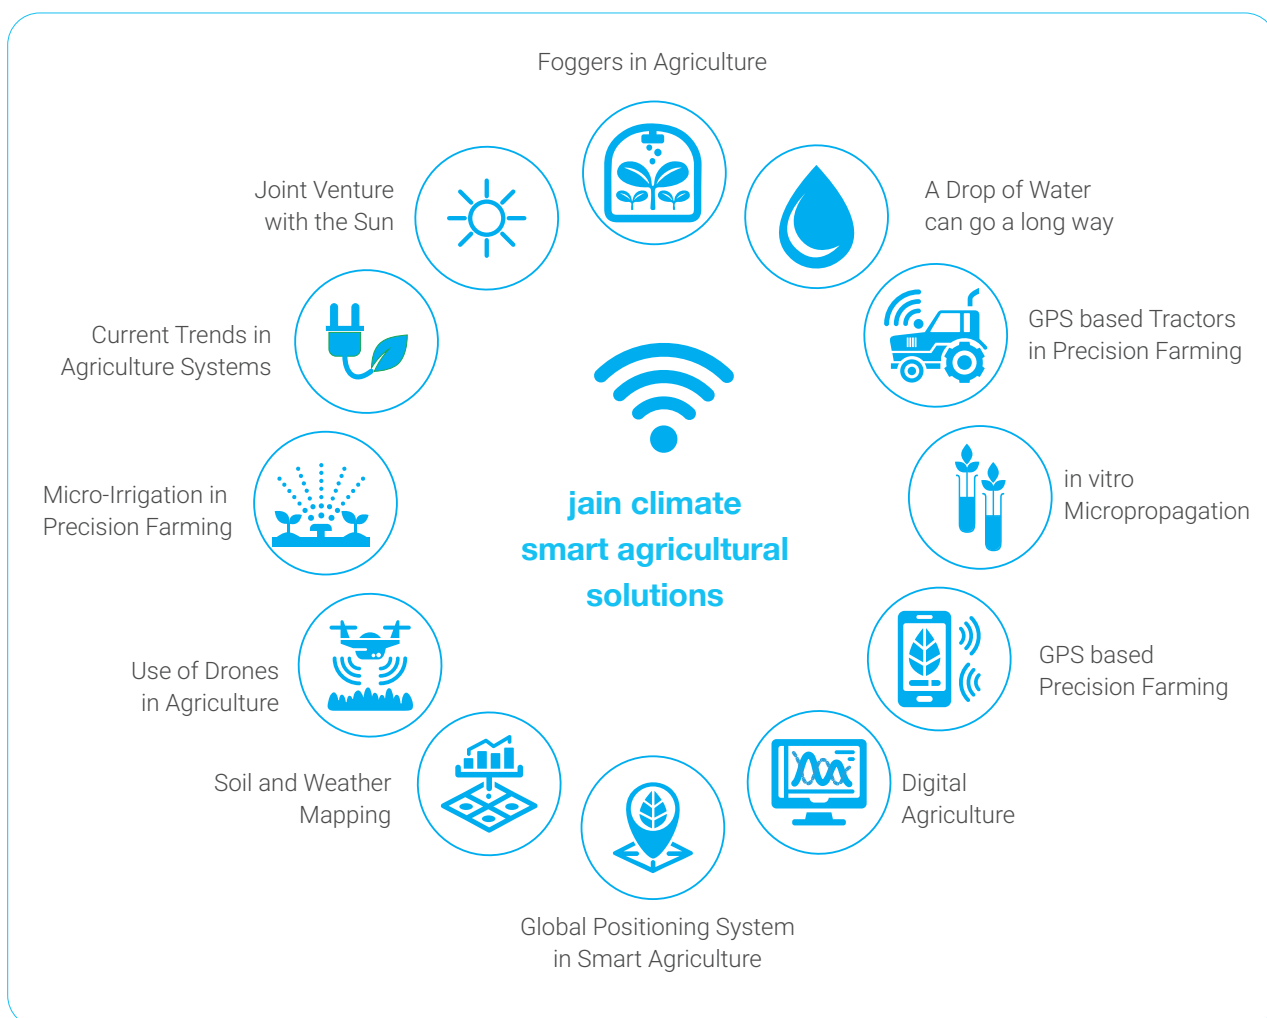 Foggers in Agriculture
A Drop of Water
can go a long way
GPS based Tractors
in Precision Farming
in vitro
Micropropagation
GPS based
Precision Farming
Digital
Agriculture
Global Positioning System
in Smart Agriculture
Soil and Weather
Mapping
Use of Drones
in Agriculture
Micro-Irrigation in
Precision Farming
Current Trends in
Agriculture Systems
Joint Venture
with the Sun
jain climate
smart agricultural
solutions